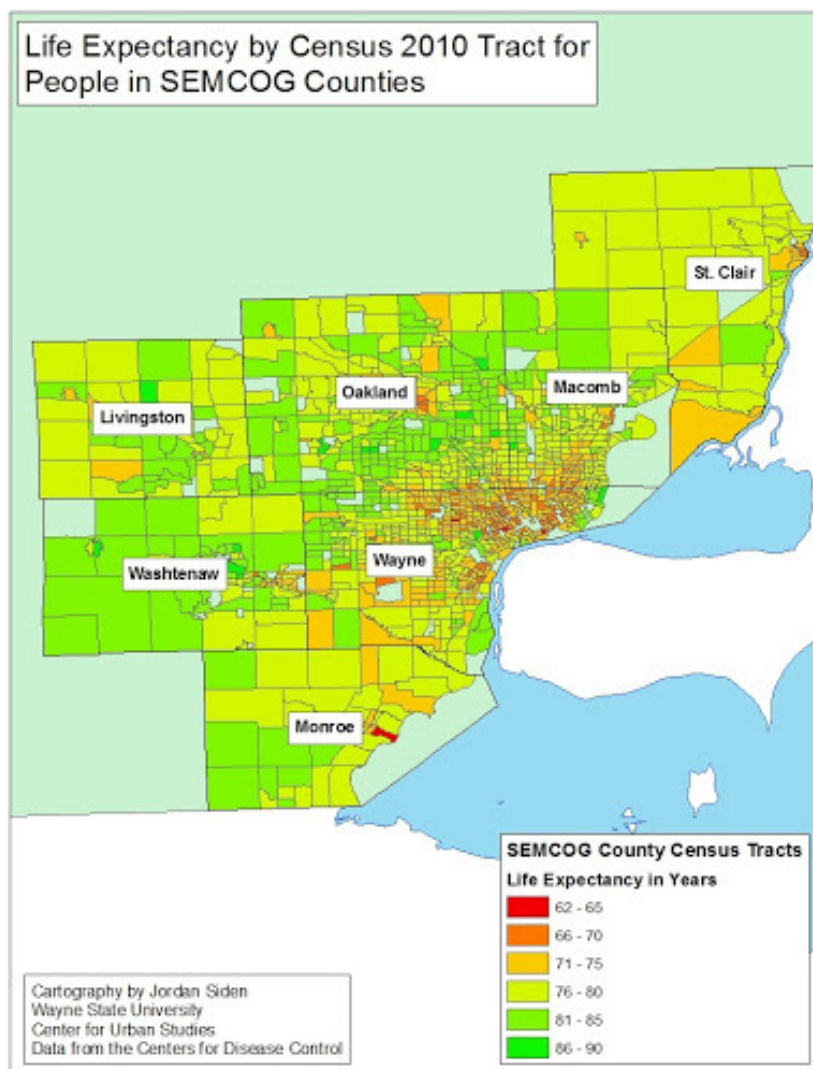 Life Expectancy by Census 2010 Tract for
People in SEMCOG Counties
St. Clair
Oakland
Macomb
Livingston
Washtenaw
Wayne
Monroe
SEMCOG County Census Tracts
Life Expectancy in Years
62 - 65
66 - 70
71 - 75
76 - 80
81 - 85
86 - 90
Cartography by Jordan Siden
Wayne State University
Center for Urban Studies
Data from the Centers for Disease Control